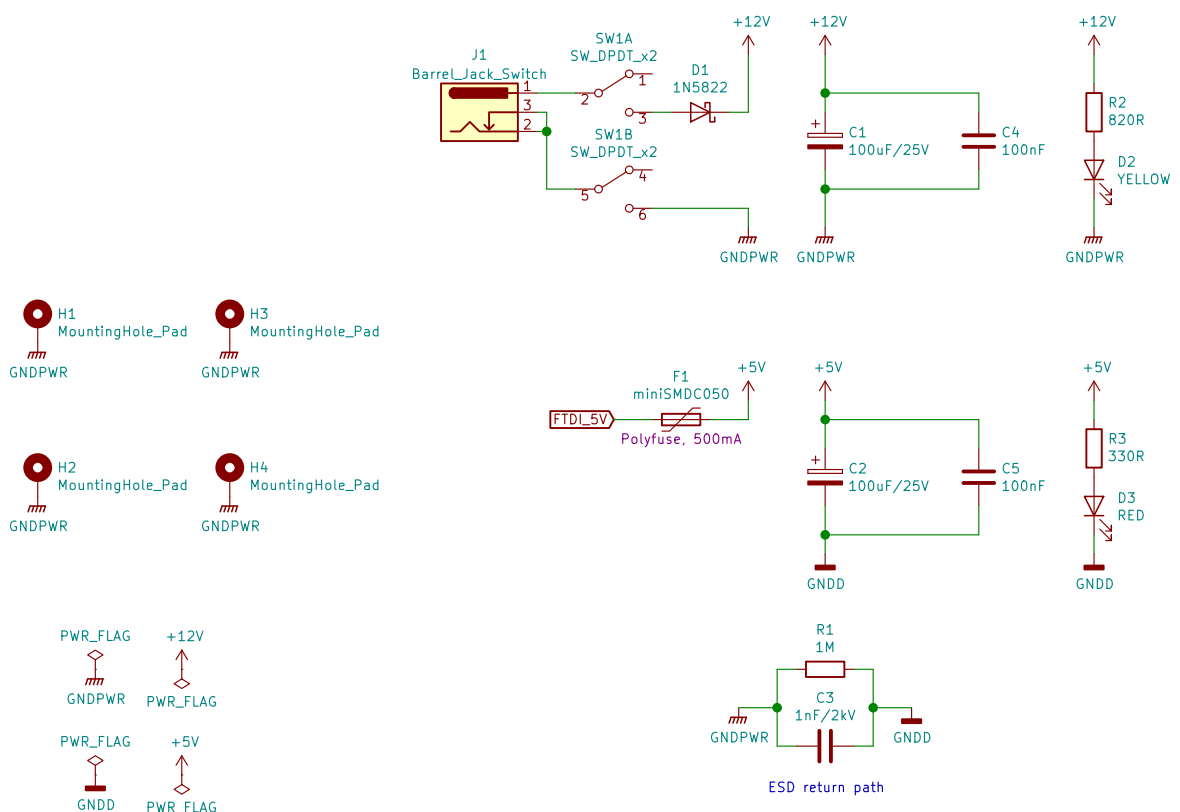 J1
Barrel_Jack_Switch
1
3
2
SW1A
SW_DPDT_x2
2
1
3
D1
1N5822
+12V
SW1B
SW_DPDT_x2
5
4
6
GNDPWR
+12V
+
C1
100uF/25V
C4
100nF
GNDPWR
+12V
R2
820R
D2
YELLOW
GNDPWR
H1
MountingHole_Pad
GNDPWR
H3
MountingHole_Pad
GNDPWR
H2
MountingHole_Pad
GNDPWR
H4
MountingHole_Pad
GNDPWR
FTDI_5V
F1
miniSMDC050
Polyfuse, 500mA
+5V
+5V
+
C2
100uF/25V
C5
100nF
GNDD
+5V
R3
330R
D3
RED
GNDD
PWR_FLAG
GNDPWR
+12V
PWR_FLAG
PWR_FLAG
GNDD
+5V
PWR_FLAG
R1
1M
C3
1nF/2kV
GNDPWR
GNDD
ESD return path